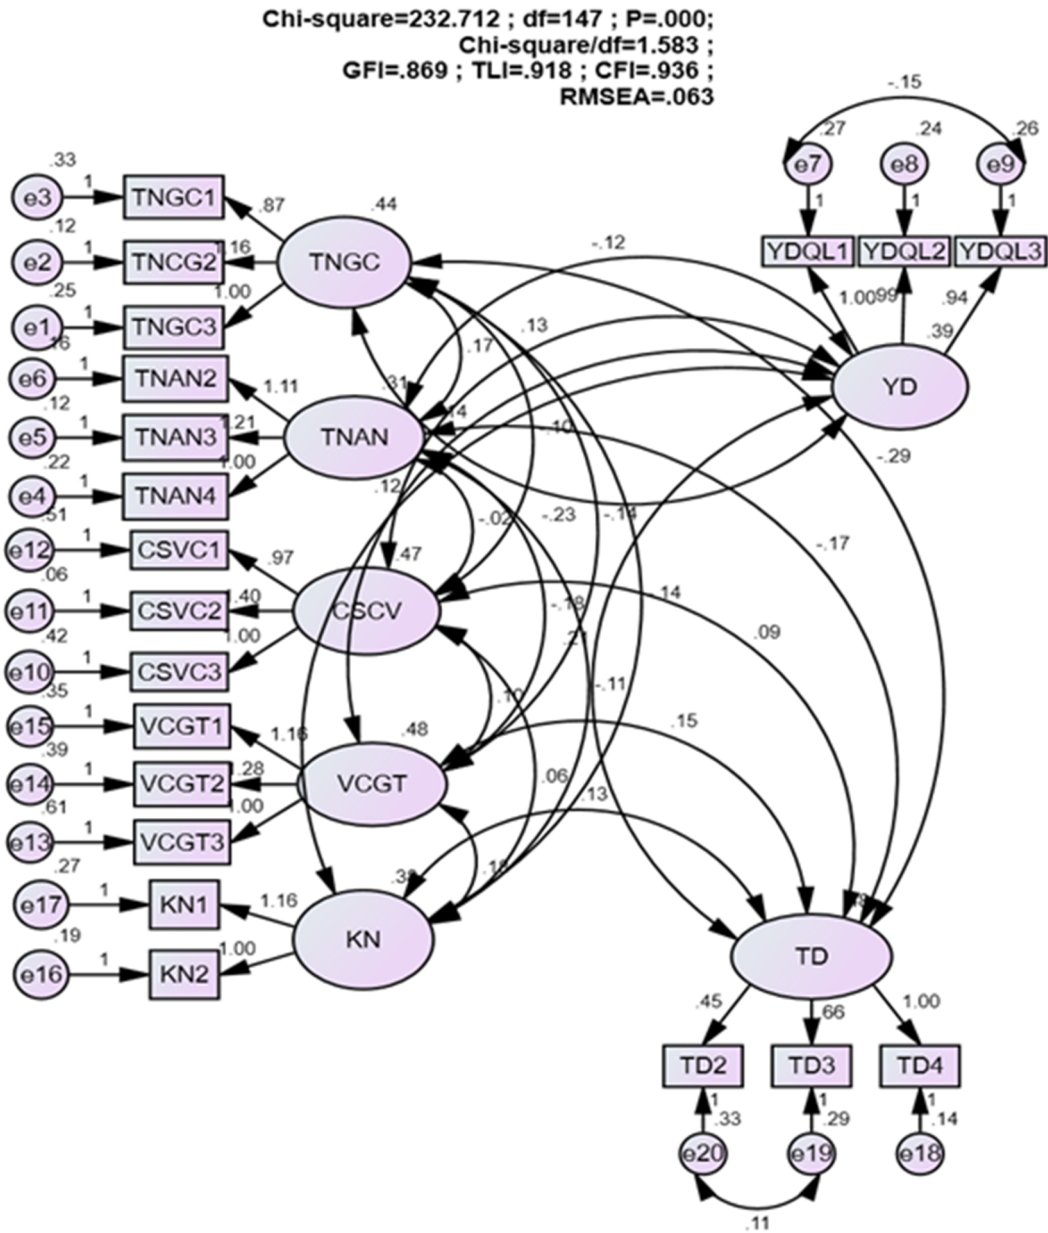 Chi-square=232.712 ; df=147 ; P=.000;
Chi-square/df=1.583 ;
GFI=.869 ; TLI=.918 ; CFI=.936 ;
RMSEA=.063
-.15
.27 .24 .26
e7 e8 e9
1 1 1
YDQL1 YDQL2 YDQL3
1.00 .99 .94
.39
YD
.33
e3 1 TNGC1 .87 .44
.12
e2 1 TNCG2 1.16 TNGC
.25
e1 1 TNGC3 1.00
.16
e6 1 TNAN2 1.11 .31
.12
e5 1 TNAN3 1.21 TNAN
.22
e4 1 TNAN4 1.00
.51
e12 1 CSVC1 .97 .47
.06
e11 1 CSVC2 .40 CSCV
.42
e10 1 CSVC3 1.00
.35
e15 1 VCGT1 1.16 .48
.39
e14 1 VCGT2 1.28 VCGT
.61
e13 1 VCGT3 1.00
.27
e17 1 KN1 1.16
.19
e16 1 KN2 1.00 KN
-.12
.13
.17
.14
.10
-.29
.12
-.02
-.23
-.14
-.17
-.18
.14
.09
-.11
.10
.15
.06
.13
TD
.45 .66 1.00
TD2 TD3 TD4
1 1 1
.33 .29 .14
e20 e19 e18
.11